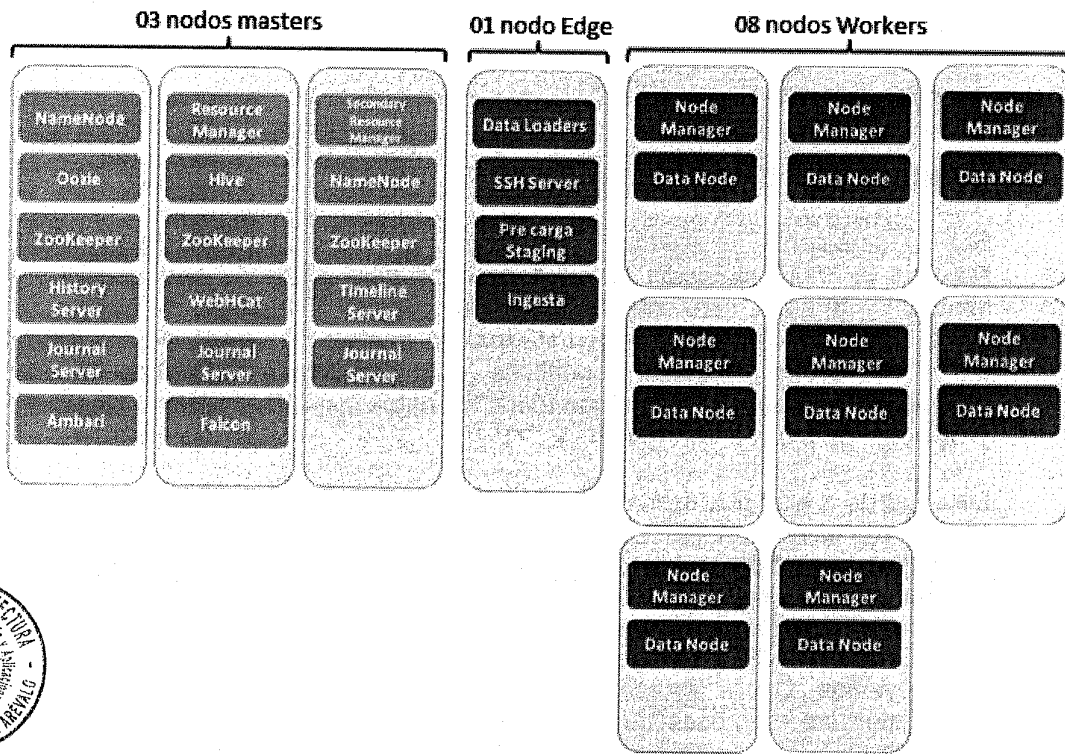 03 nodos masters
01 nodo Edge
08 nodos Workers
NameNode
Oozie
ZooKeeper
History
Server
Journal
Server
Ambari
Resource
Manager
Hive
ZooKeeper
WebHCat
Journal
Server
Falcon
Secundary
Resource
Manager
NameNode
ZooKeeper
Timeline
Server
Journal
Server
Data Loaders
SSH Server
Pre carga
Staging
Ingesta
Node
Manager
Data Node
Node
Manager
Data Node
Node
Manager
Data Node
Node
Manager
Data Node
Node
Manager
Data Node
Node
Manager
Data Node
Node
Manager
Data Node
Node
Manager
Data Node
AREVALO